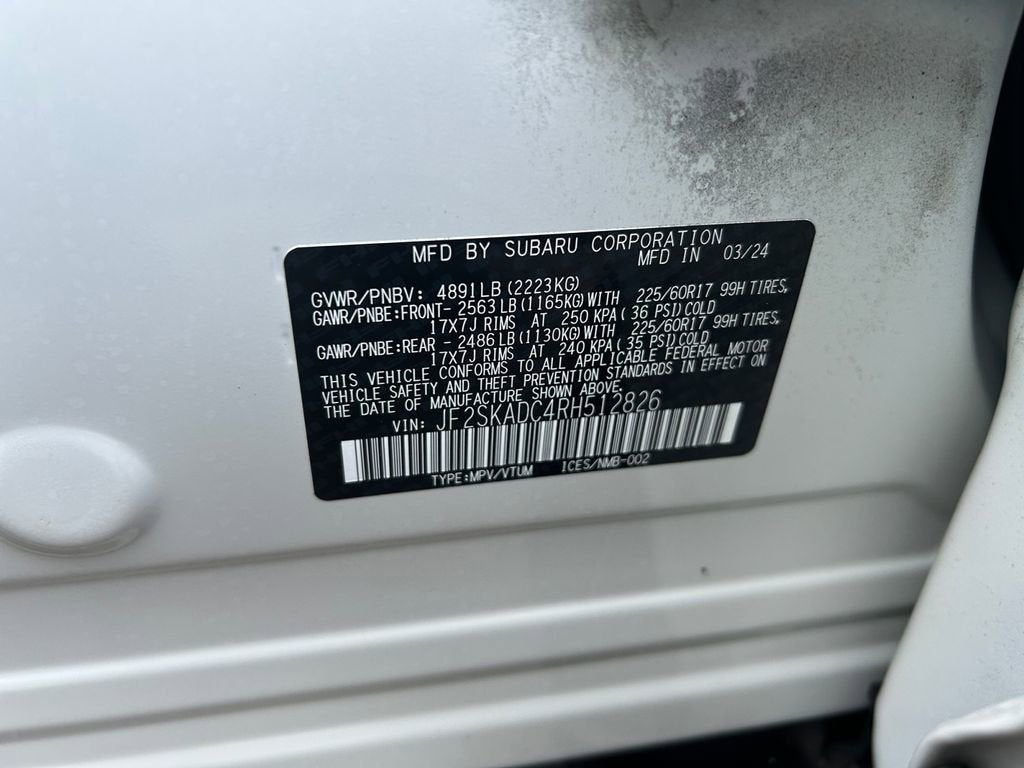 MFD BY SUBARU CORPORATION
MFD IN 03/24
GVWR/PNBV: 4891LB (2223KG)
GAWR/PNBE:FRONT- 2563 LB (1165KG) WITH 225/60R17 99H TIRES,
17X7J RIMS AT 250 KPA ( 36 PSI) COLD
GAWR/PNBE:REAR - 2486 LB (1130KG) WITH 225/60R17 99H TIRES,
17X7J RIMS AT 240 KPA ( 35 PSI) COLD
THIS VEHICLE CONFORMS TO ALL APPLICABLE FEDERAL MOTOR
VEHICLE SAFETY AND THEFT PREVENTION STANDARDS IN EFFECT ON
THE DATE OF MANUFACTURE SHOWN ABOVE.
VIN: JF2SKADC4RH512826
TYPE:MPV/VTUM ICES/NMB-002